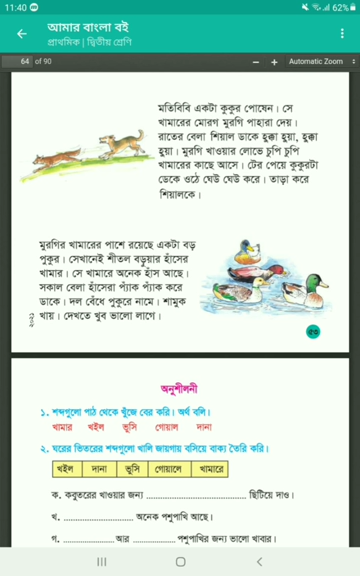 11:40
62%
আমার বাংলা বই
প্রাথমিক | দ্বিতীয় শ্রেণি
64 of 90
Automatic Zoom
মতিবিবি একটা কুকুর পোষেন। সে
খামারের মোরগ মুরগি পাহারা দেয়।
রাতের বেলা শিয়াল ডাকে হুক্কা হুয়া, হুক্কা
হুয়া। মুরগি খাওয়ার লোভে চুপি চুপি
খামারের কাছে আসে। টের পেয়ে কুকুরটা
ডেকে ওঠে ঘেউ ঘেউ করে। তাড়া করে
শিয়ালকে।
মুরগির খামারের পাশে রয়েছে একটা বড়
পুকুর। সেখানেই শীতল বড়ুয়ার হাঁসের
খামার। সে খামারে অনেক হাঁস আছে।
সকাল বেলা হাঁসেরা প্যাঁক প্যাঁক করে
ডাকে। দল বেঁধে পুকুরে নামে। শামুক
খায়। দেখতে খুব ভালো লাগে।
২০২১
৫৩
অনুশীলনী
১. শব্দগুলো পাঠ থেকে খুঁজে বের করি। অর্থ বলি।
খামার খইল ভুসি গোয়াল দানা
২. ঘরের ভিতরের শব্দগুলো খালি জায়গায় বসিয়ে বাক্য তৈরি করি।
খইল দানা ভুসি গোয়ালে খামারে
ক. কবুতরের খাওয়ার জন্য ........................................ ছিটিয়ে দাও।
খ. ............................ অনেক পশুপাখি আছে।
গ. .................... আর ................. পশুপাখির জন্য ভালো খাবার।